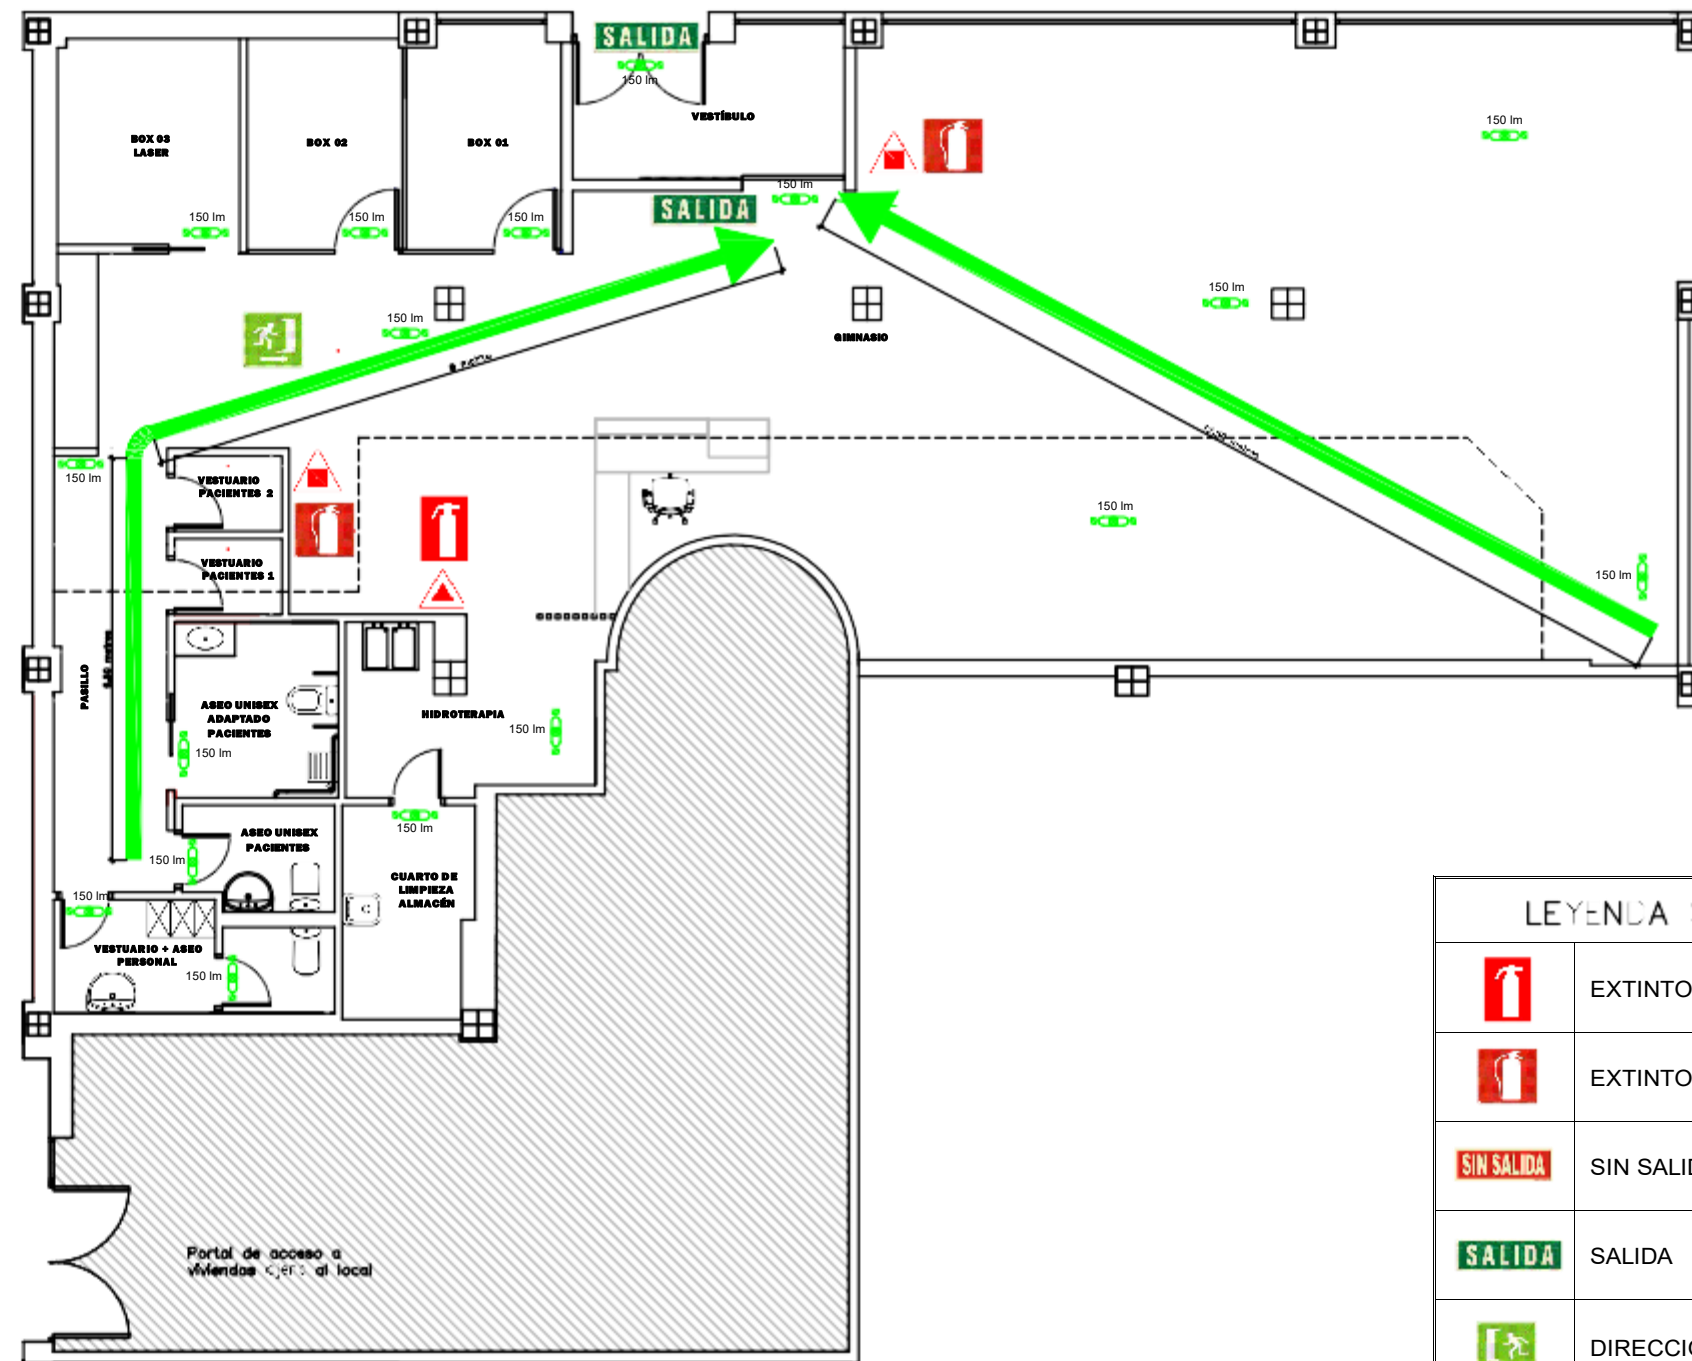 SALIDA
150 lm
VESTÍBULO
BOX 03
LASER
BOX 02
BOX 01
150 lm
150 lm
SALIDA
150 lm
150 lm
150 lm
150 lm
150 lm
GIMNASIO
150 lm
VESTUARIO
PACIENTES 2
VESTUARIO
PACIENTES 1
150 lm
150 lm
PASILLO
ASEO UNISEX
ADAPTADO
PACIENTES
150 lm
HIDROTERAPIA
150 lm
150 lm
ASEO UNISEX
PACIENTES
150 lm
CUARTO DE
LIMPIEZA
ALMACÉN
150 lm
VESTUARIO + ASEO
PERSONAL
150 lm
Portal de acceso a
viviendas ajeno al local
LEYENDA
EXTINTO
EXTINTO
SIN SALIDA
SIN SALID
SALIDA
SALIDA
DIRECCIÓ